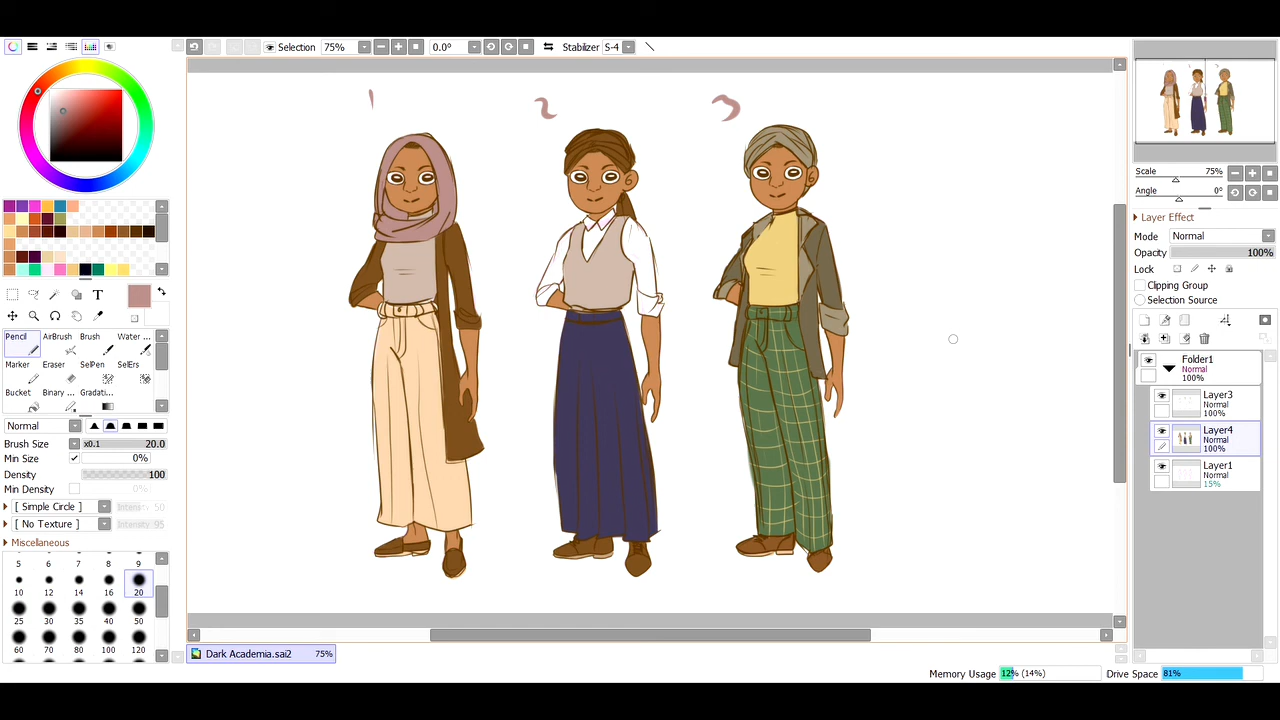 Selection 75% 0.0° Stabilizer S-4
1 2 3
T
Pencil AirBrush Brush Water ...
Marker Eraser SelPen SelErs
Bucket Binary ... Gradati...
Normal
Brush Size x0.1 20.0
Min Size 0%
Density 100
Min Density 0%
[ Simple Circle ] Intensi 50
[ No Texture ] Intensity 95
Miscellaneous
5 6 7 8 9
10 12 14 16 20
25 30 35 40 50
60 70 80 100 120
Dark Academia.sai2 75%
Scale 75%
Angle 0°
Layer Effect
Mode Normal
Opacity 100%
Lock
Clipping Group
Selection Source
Folder1
Normal
100%
Layer3
Normal
100%
Layer4
Normal
100%
Layer1
Normal
15%
Memory Usage 12% (14%) Drive Space 81%